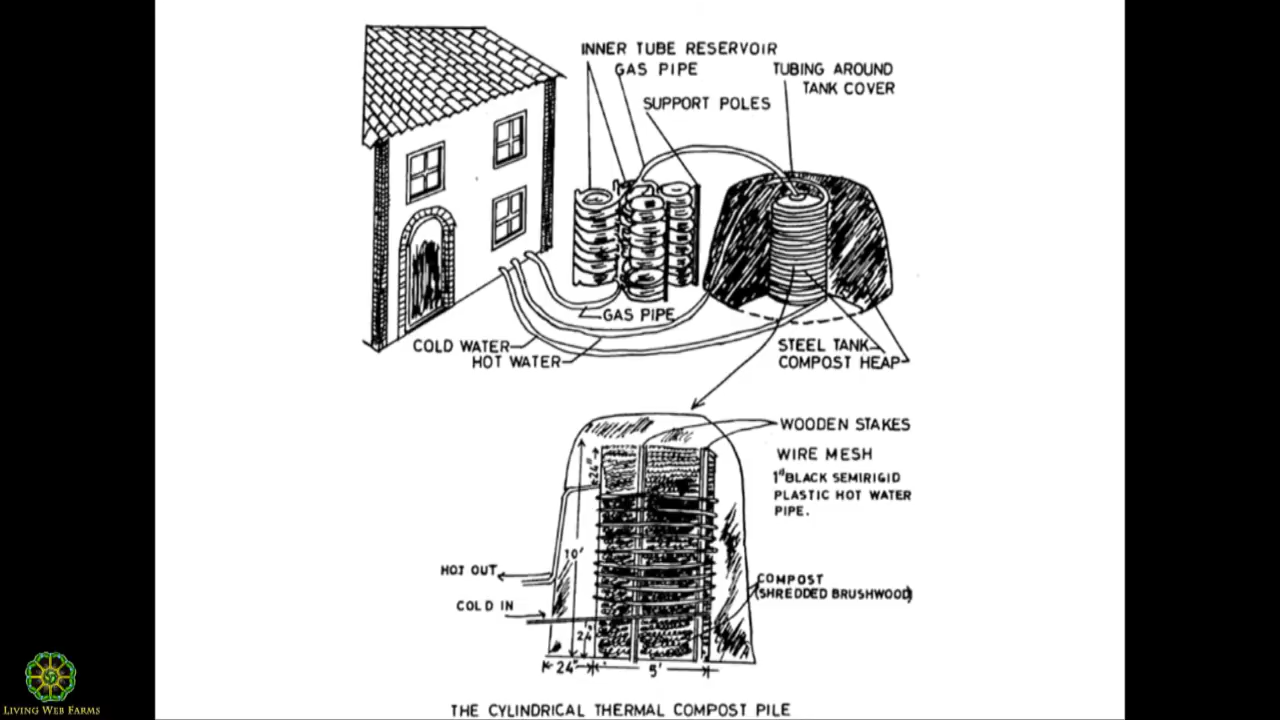 INNER TUBE RESERVOIR
GAS PIPE
TUBING AROUND
TANK COVER
SUPPORT POLES
GAS PIPE
COLD WATER
HOT WATER
STEEL TANK
COMPOST HEAP
WOODEN STAKES
WIRE MESH
1" BLACK SEMIRIGID
PLASTIC HOT WATER
PIPE.
24"
10'
HOT OUT
COMPOST
(SHREDDED BRUSHWOOD)
COLD IN
24"
24"
5'
THE CYLINDRICAL THERMAL COMPOST PILE
LIVING WEB FARMS